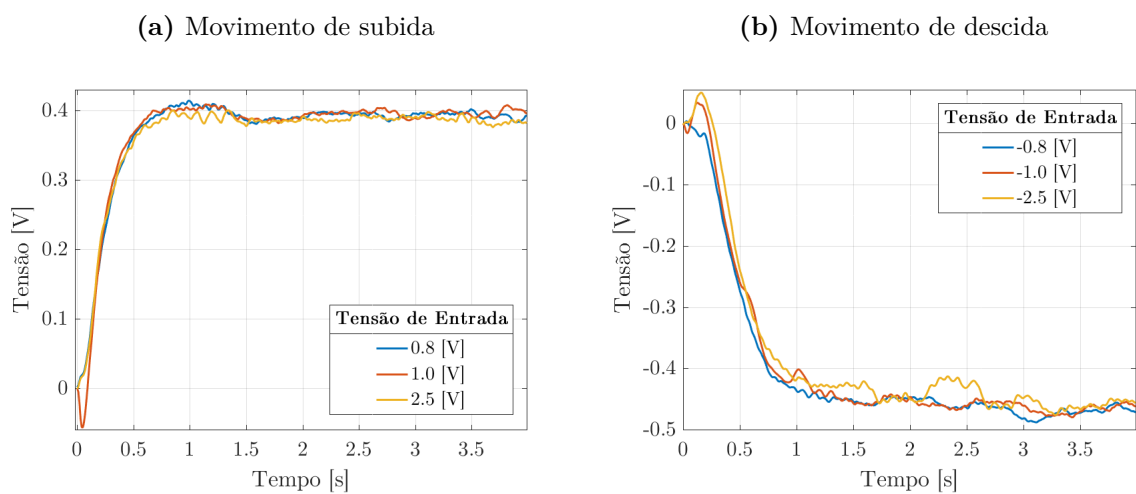 (a) Movimento de subida
0.4
0.3
0.2
0.1
0
Tensão [V]
0
0.5
1
1.5
2
2.5
3
3.5
Tempo [s]
Tensão de Entrada
0.8 [V]
1.0 [V]
2.5 [V]
(b) Movimento de descida
0
-0.1
-0.2
-0.3
-0.4
-0.5
Tensão [V]
0
0.5
1
1.5
2
2.5
3
3.5
Tempo [s]
Tensão de Entrada
-0.8 [V]
-1.0 [V]
-2.5 [V]